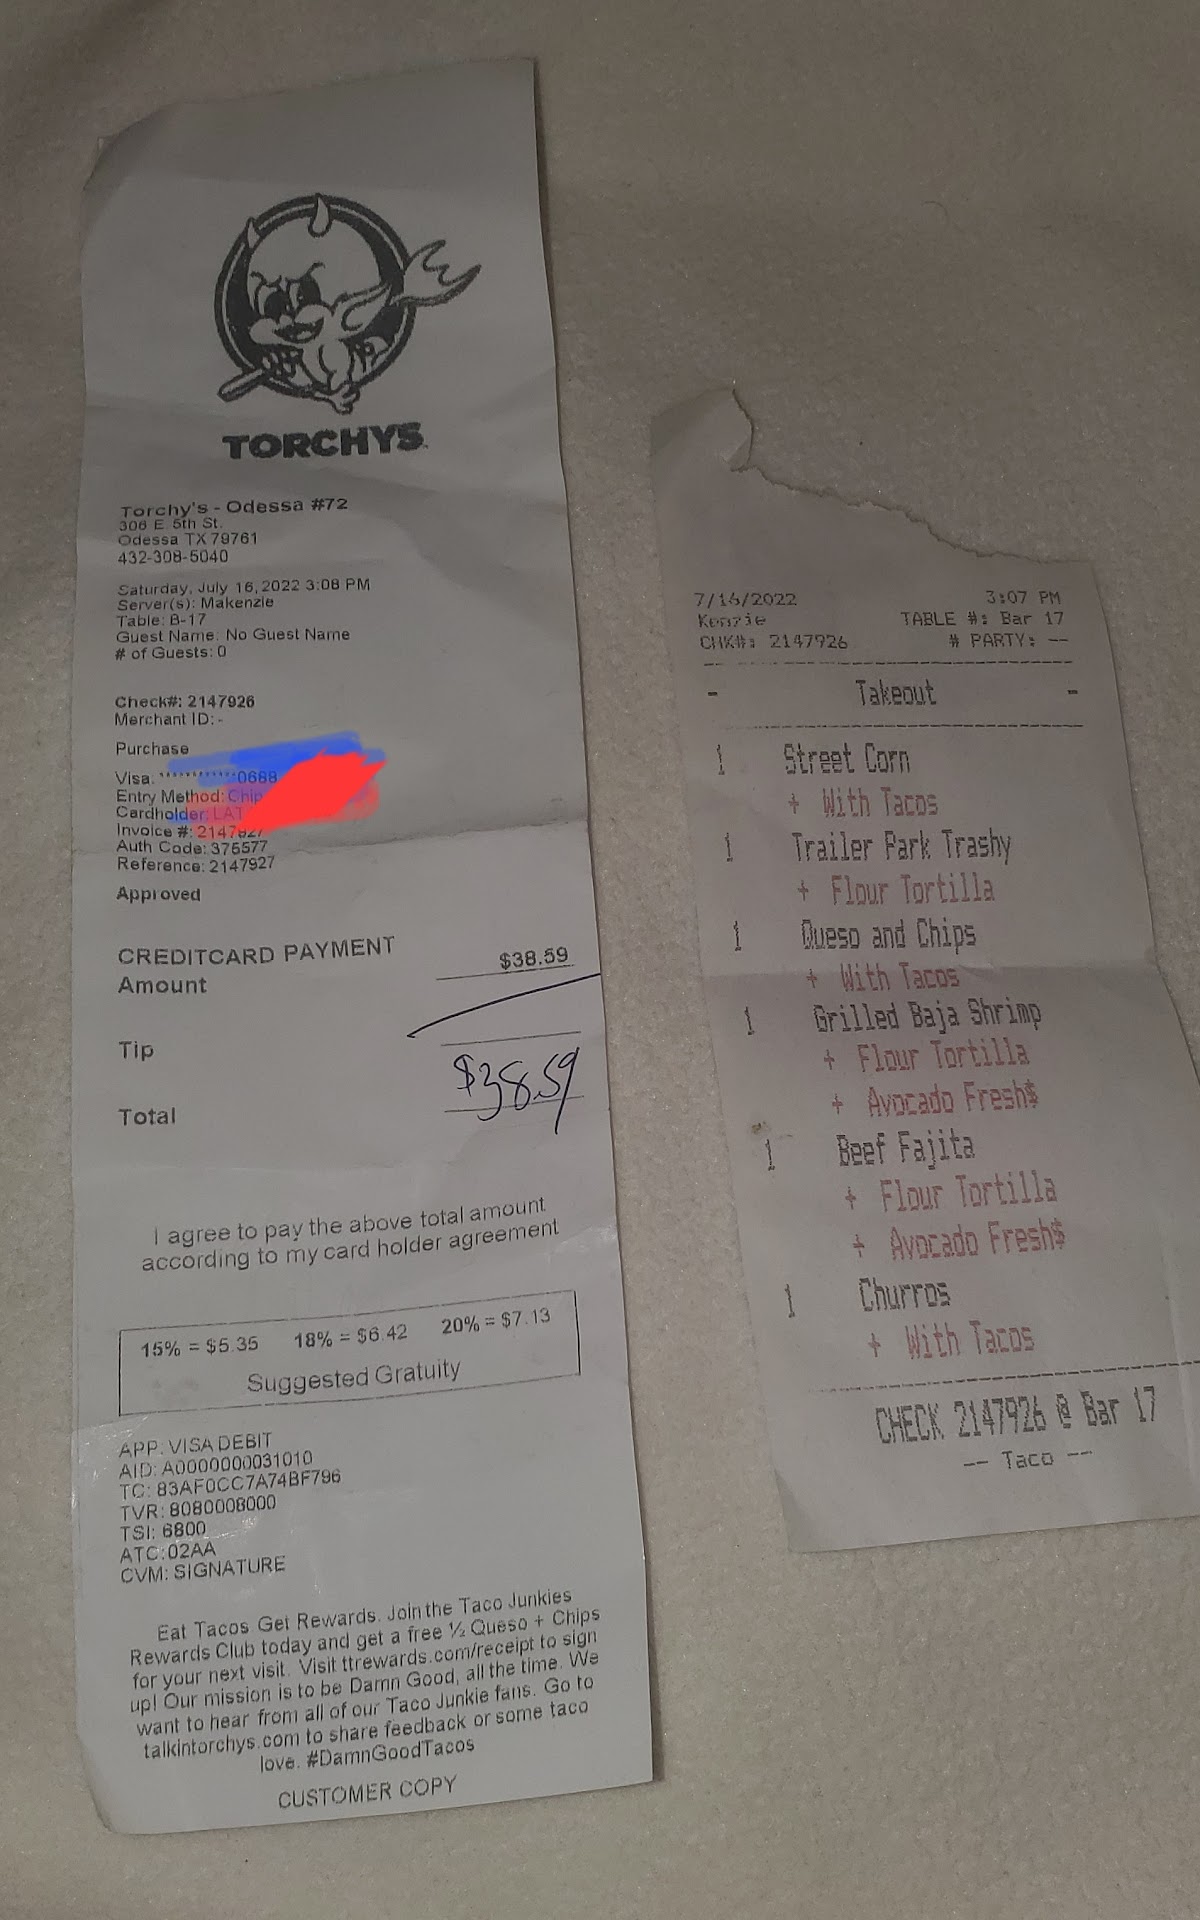 TORCHYS
Torchy's - Odessa #72
306 E. 5th St.
Odessa TX 79761
432-308-5040
Saturday, July 16, 2022 3:08 PM
Server(s): Makenzie
Table: B-17
Guest Name: No Guest Name
# of Guests: 0
Check#: 2147926
Merchant ID: -
Purchase
Visa: ************0688
Entry Method: Chip
Cardholder: LAT
Invoice #: 2147927
Auth Code: 375577
Reference: 2147927
Approved
CREDITCARD PAYMENT
Amount $38.59
Tip
Total $38.59
I agree to pay the above total amount
according to my card holder agreement
15% = $5.35 18% = $6.42 20% = $7.13
Suggested Gratuity
APP: VISA DEBIT
AID: A0000000031010
TC: 83AF0CC7A74BF796
TVR: 8080008000
TSI: 6800
ATC: 02AA
CVM: SIGNATURE
Eat Tacos Get Rewards. Join the Taco Junkies
Rewards Club today and get a free ½ Queso + Chips
for your next visit. Visit ttrewards.com/receipt to sign
up! Our mission is to be Damn Good, all the time. We
want to hear from all of our Taco Junkie fans. Go to
talkintorchys.com to share feedback or some taco
love. #DamnGoodTacos
CUSTOMER COPY
7/16/2022 3:07 PM
Kenzie TABLE #: Bar 17
CHK#: 2147926 # PARTY: --
- Takeout -
1 Street Corn
+ With Tacos
1 Trailer Park Trashy
+ Flour Tortilla
1 Queso and Chips
+ With Tacos
1 Grilled Baja Shrimp
+ Flour Tortilla
+ Avocado Fresh$
1 Beef Fajita
+ Flour Tortilla
+ Avocado Fresh$
1 Churros
+ With Tacos
CHECK 2147926 @ Bar 17
-- Taco --